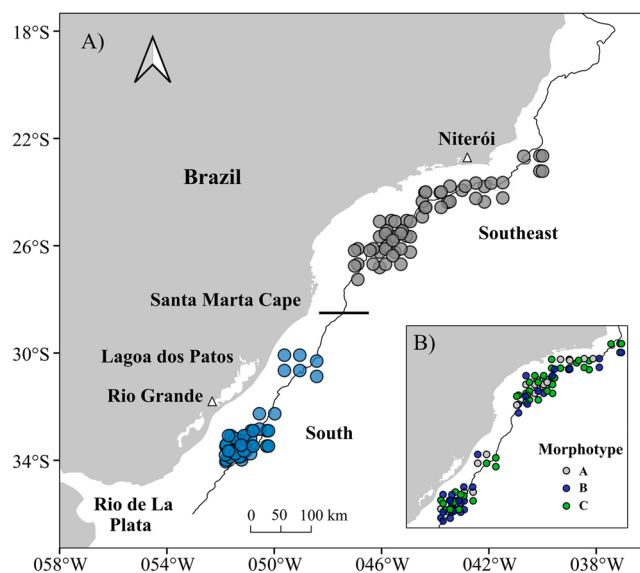 A)
18°S
22°S
26°S
30°S
34°S
Niterói
Brazil
Southeast
Santa Marta Cape
Lagoa dos Patos
Rio Grande
South
Rio de La
Plata
0 50 100 km
B)
Morphotype
A
B
C
058°W 054°W 050°W 046°W 042°W 38°W